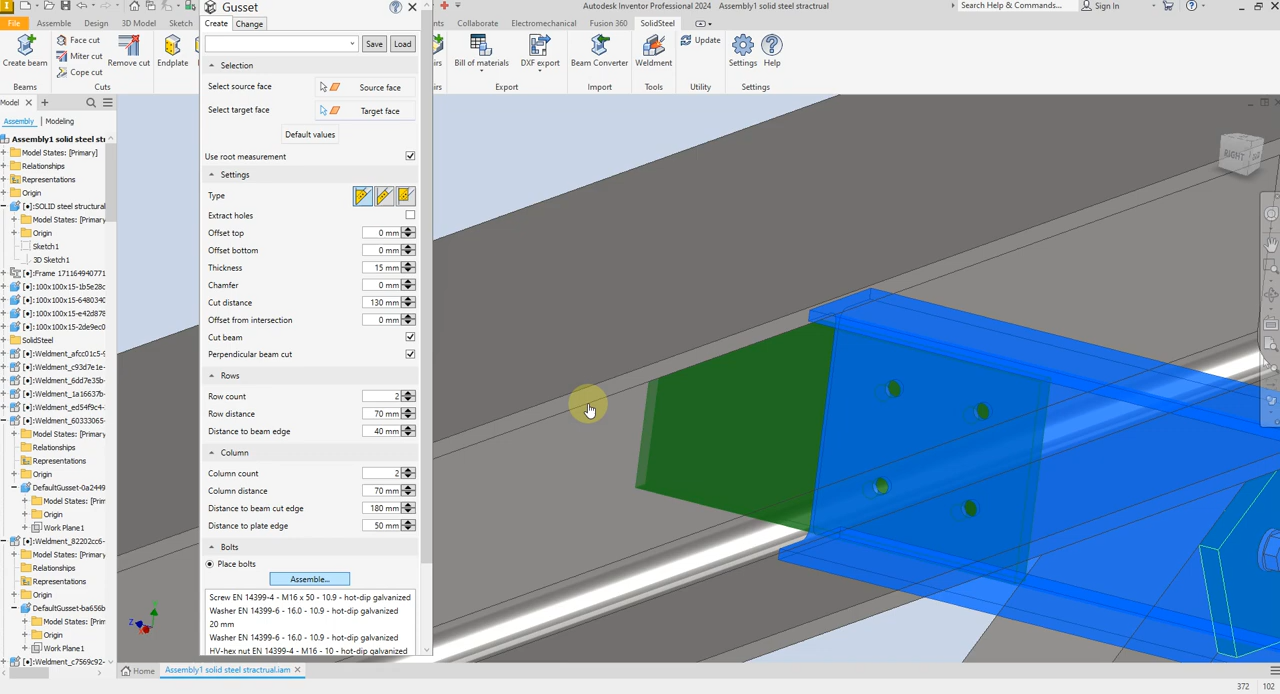 Gusset
Autodesk Inventor Professional 2024
Assembly1 solid steel stractrual
Search Help & Commands...
Sign In
File
Assemble
Design
3D Model
Sketch
Create
Change
Collaborate
Electromechanical
Fusion 360
SolidSteel
Create beam
Face cut
Miter cut
Cope cut
Remove cut
Endplate
Bill of materials
DXF export
Beam Converter
Weldment
Update
Settings
Help
Beams
Cuts
Export
Import
Tools
Utility
Settings
Save
Load
Selection
Select source face
Source face
Select target face
Target face
Default values
Use root measurement
Settings
Type
Extract holes
Offset top
0 mm
Offset bottom
0 mm
Thickness
15 mm
Chamfer
0 mm
Cut distance
130 mm
Offset from intersection
0 mm
Cut beam
Perpendicular beam cut
Rows
Row count
2
Row distance
70 mm
Distance to beam edge
40 mm
Column
Column count
2
Column distance
70 mm
Distance to beam cut edge
180 mm
Distance to plate edge
50 mm
Bolts
Place bolts
Assemble...
Screw EN 14399-4 - M16 x 50 - 10.9 - hot-dip galvanized
Washer EN 14399-6 - 16.0 - 10.9 - hot-dip galvanized
20 mm
Washer EN 14399-6 - 16.0 - 10.9 - hot-dip galvanized
HV-hex nut EN 14399-4 - M16 - 10 - hot-dip galvanized
Model
Assembly
Modeling
Assembly1 solid steel str
Model States: [Primary]
Relationships
Representations
Origin
[•]:SOLID steel structural
Model States: [Primar
Origin
Sketch1
3D Sketch1
[•]:Frame 171164940771
[•]:100x100x15-1b5e28c
[•]:100x100x15-6480340
[•]:100x100x15-e42d878
[•]:100x100x15-2de9ec0
SolidSteel
[•]:Weldment_afcc01c5-9
[•]:Weldment_c93d7e1e-
[•]:Weldment_6dd7e35b-
[•]:Weldment_1a16637b-
[•]:Weldment_ed54f9c4-
[•]:Weldment_60333065-
Model States: [Primar
Relationships
Representations
Origin
DefaultGusset-0a2449
Model States: [Prim
Origin
Work Plane1
[•]:Weldment_82202cc6-
Model States: [Primar
Relationships
Representations
Origin
DefaultGusset-ba656b
Model States: [Prim
Origin
Work Plane1
[•]:Weldment_c7569c92-
RIGHT
Home
Assembly1 solid steel stractrual.iam
372
102